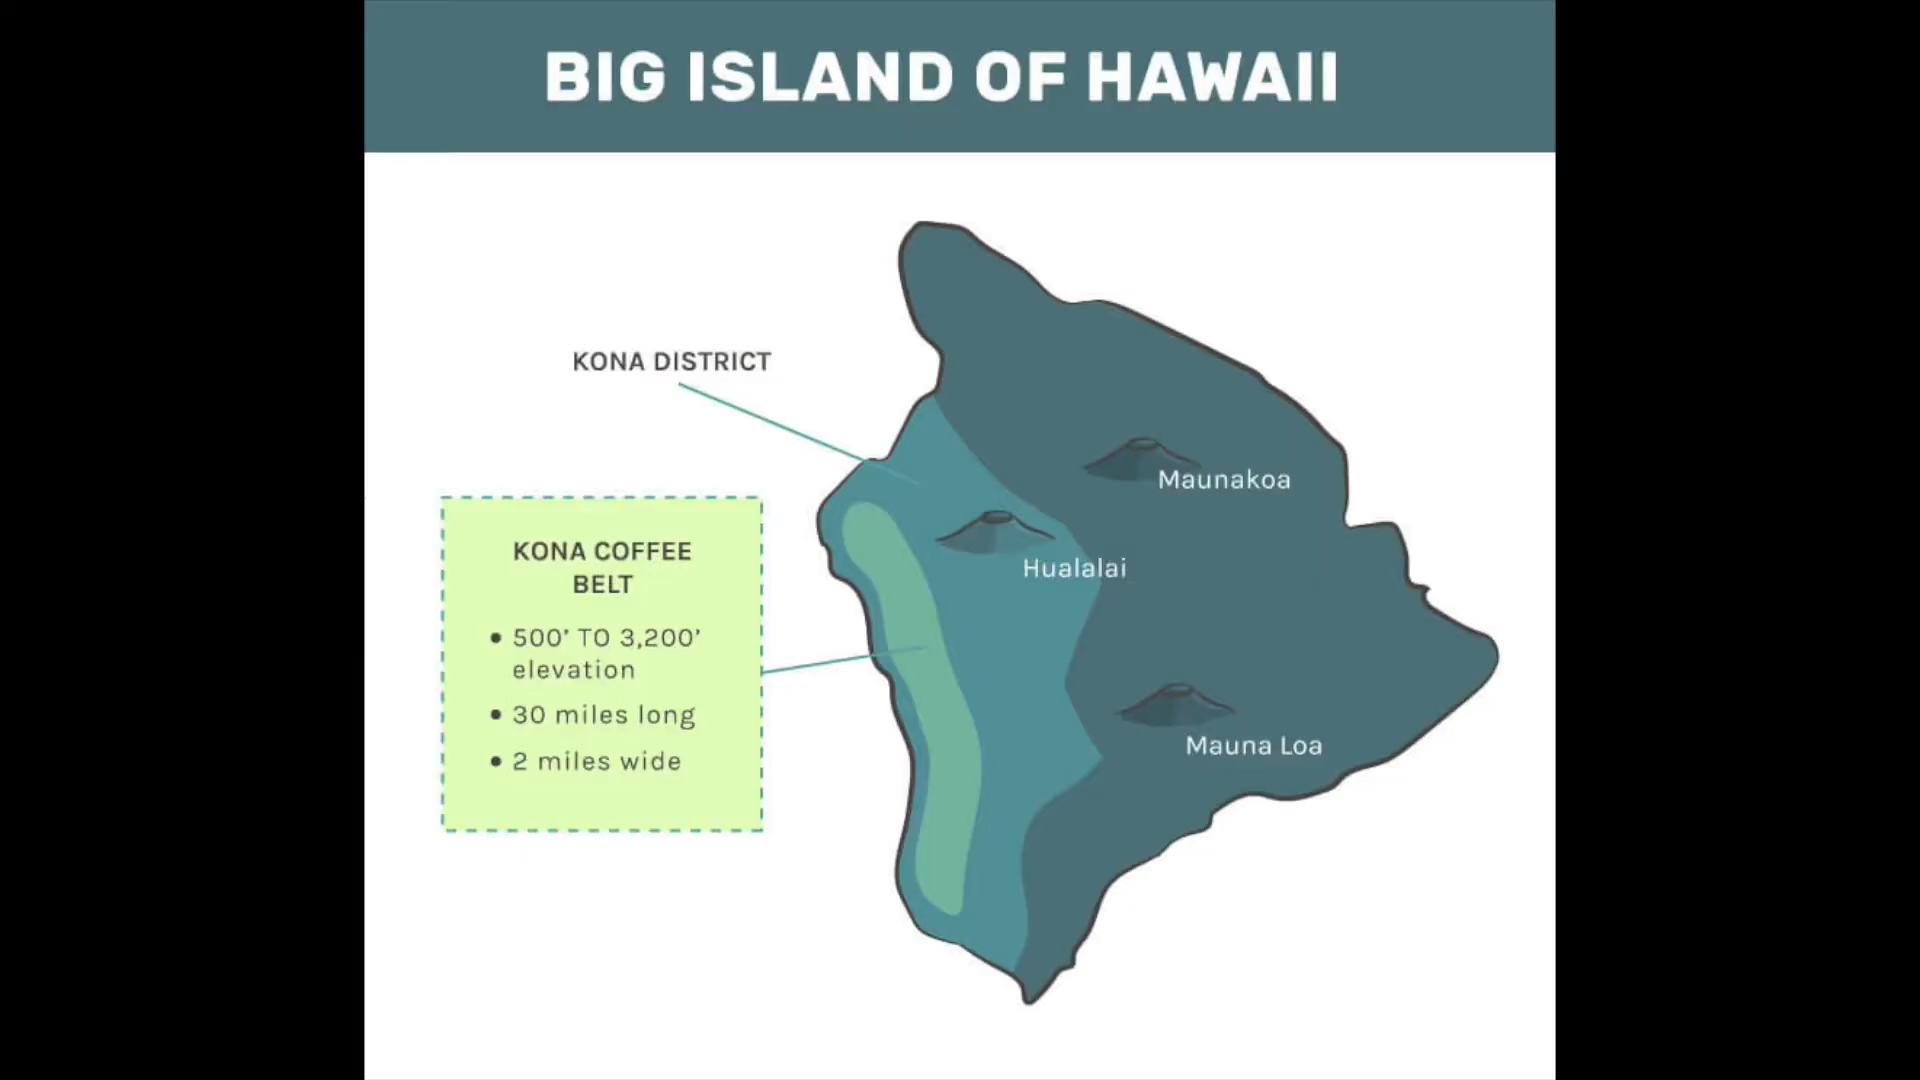 BIG ISLAND OF HAWAII
KONA DISTRICT
Maunakoa
Hualalai
KONA COFFEE
BELT
• 500’ TO 3,200’
elevation
• 30 miles long
• 2 miles wide
Mauna Loa